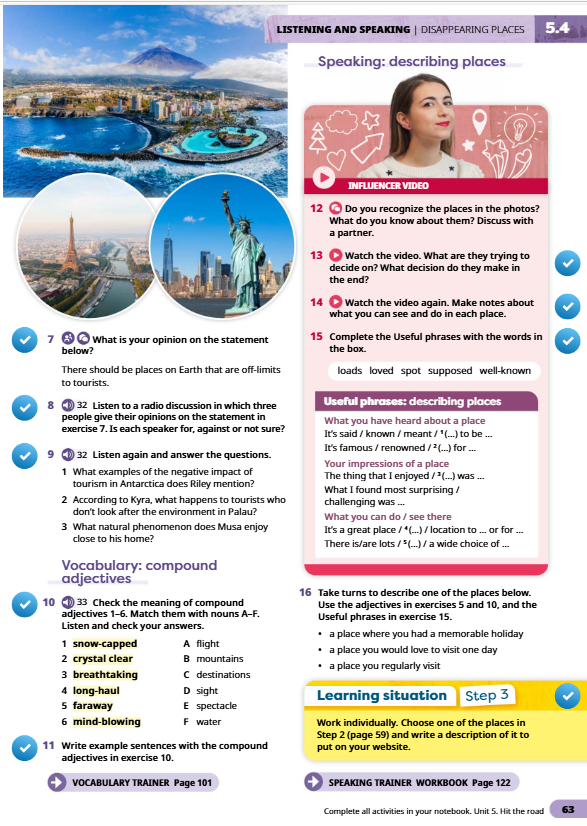 LISTENING AND SPEAKING | DISAPPEARING PLACES
5.4
7 What is your opinion on the statement
below?
There should be places on Earth that are off-limits
to tourists.
8 32 Listen to a radio discussion in which three
people give their opinions on the statement in
exercise 7. Is each speaker for, against or not sure?
9 32 Listen again and answer the questions.
1 What examples of the negative impact of
tourism in Antarctica does Riley mention?
2 According to Kyra, what happens to tourists who
don't look after the environment in Palau?
3 What natural phenomenon does Musa enjoy
close to his home?
Vocabulary: compound
adjectives
10 33 Check the meaning of compound
adjectives 1–6. Match them with nouns A–F.
Listen and check your answers.
1 snow-capped A flight
2 crystal clear B mountains
3 breathtaking C destinations
4 long-haul D sight
5 faraway E spectacle
6 mind-blowing F water
11 Write example sentences with the compound
adjectives in exercise 10.
VOCABULARY TRAINER Page 101
Speaking: describing places
INFLUENCER VIDEO
12 Do you recognize the places in the photos?
What do you know about them? Discuss with
a partner.
13 Watch the video. What are they trying to
decide on? What decision do they make in
the end?
14 Watch the video again. Make notes about
what you can see and do in each place.
15 Complete the Useful phrases with the words in
the box.
loads loved spot supposed well-known
Useful phrases: describing places
What you have heard about a place
It's said / known / meant / ¹(...) to be ...
It's famous / renowned / ²(...) for ...
Your impressions of a place
The thing that I enjoyed / ³(...) was ...
What I found most surprising /
challenging was ...
What you can do / see there
It's a great place / ⁴(...) / location to ... or for ...
There is/are lots / ⁵(...) / a wide choice of ...
16 Take turns to describe one of the places below.
Use the adjectives in exercises 5 and 10, and the
Useful phrases in exercise 15.
• a place where you had a memorable holiday
• a place you would love to visit one day
• a place you regularly visit
Learning situation Step 3
Work individually. Choose one of the places in
Step 2 (page 59) and write a description of it to
put on your website.
SPEAKING TRAINER WORKBOOK Page 122
Complete all activities in your notebook. Unit 5. Hit the road 63